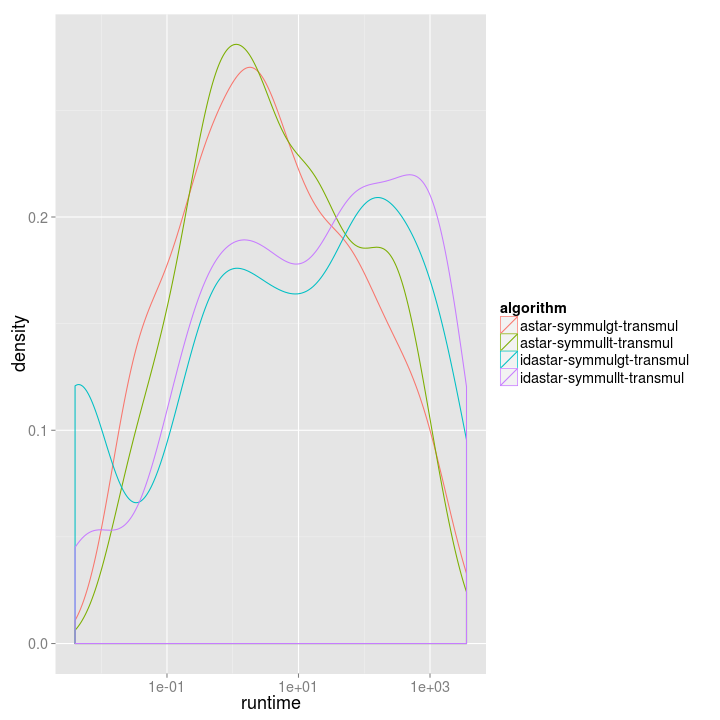 density
0.2
0.1
0.0
1e-01
1e+01
1e+03
runtime
algorithm
astar-symmulgt-transmul
astar-symmullt-transmul
idastar-symmulgt-transmul
idastar-symmullt-transmul